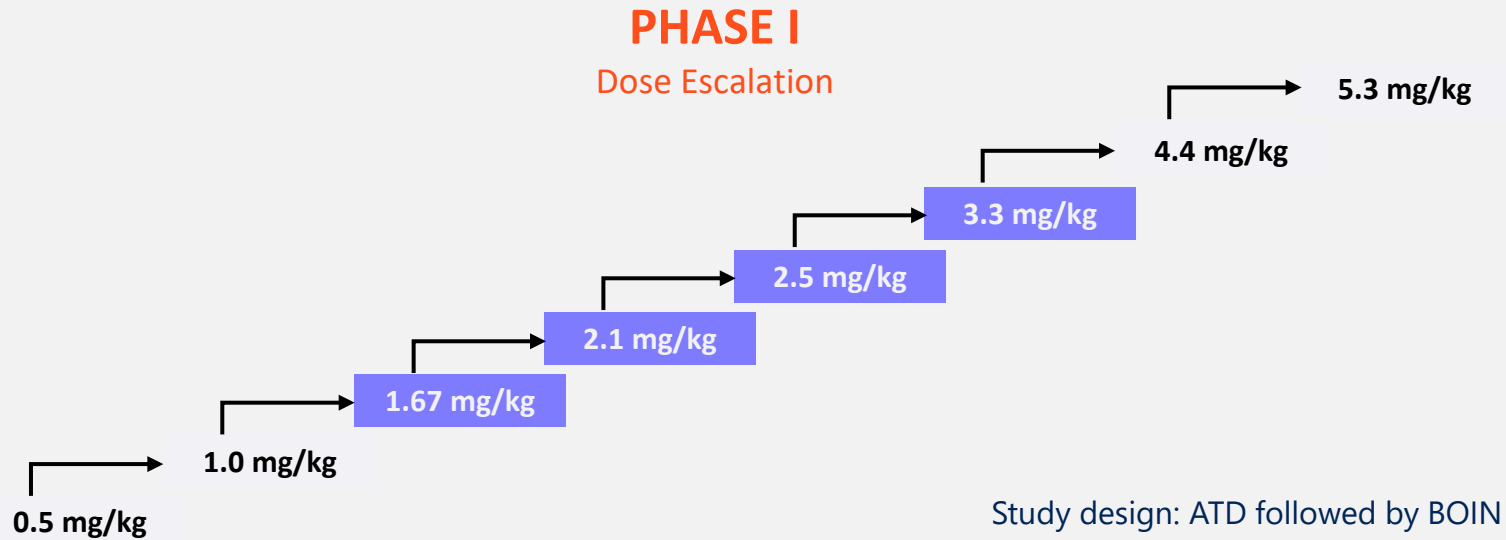 PHASE I
Dose Escalation
5.3 mg/kg
4.4 mg/kg
3.3 mg/kg
2.5 mg/kg
2.1 mg/kg
1.67 mg/kg
1.0 mg/kg
0.5 mg/kg
Study design: ATD followed by BOIN